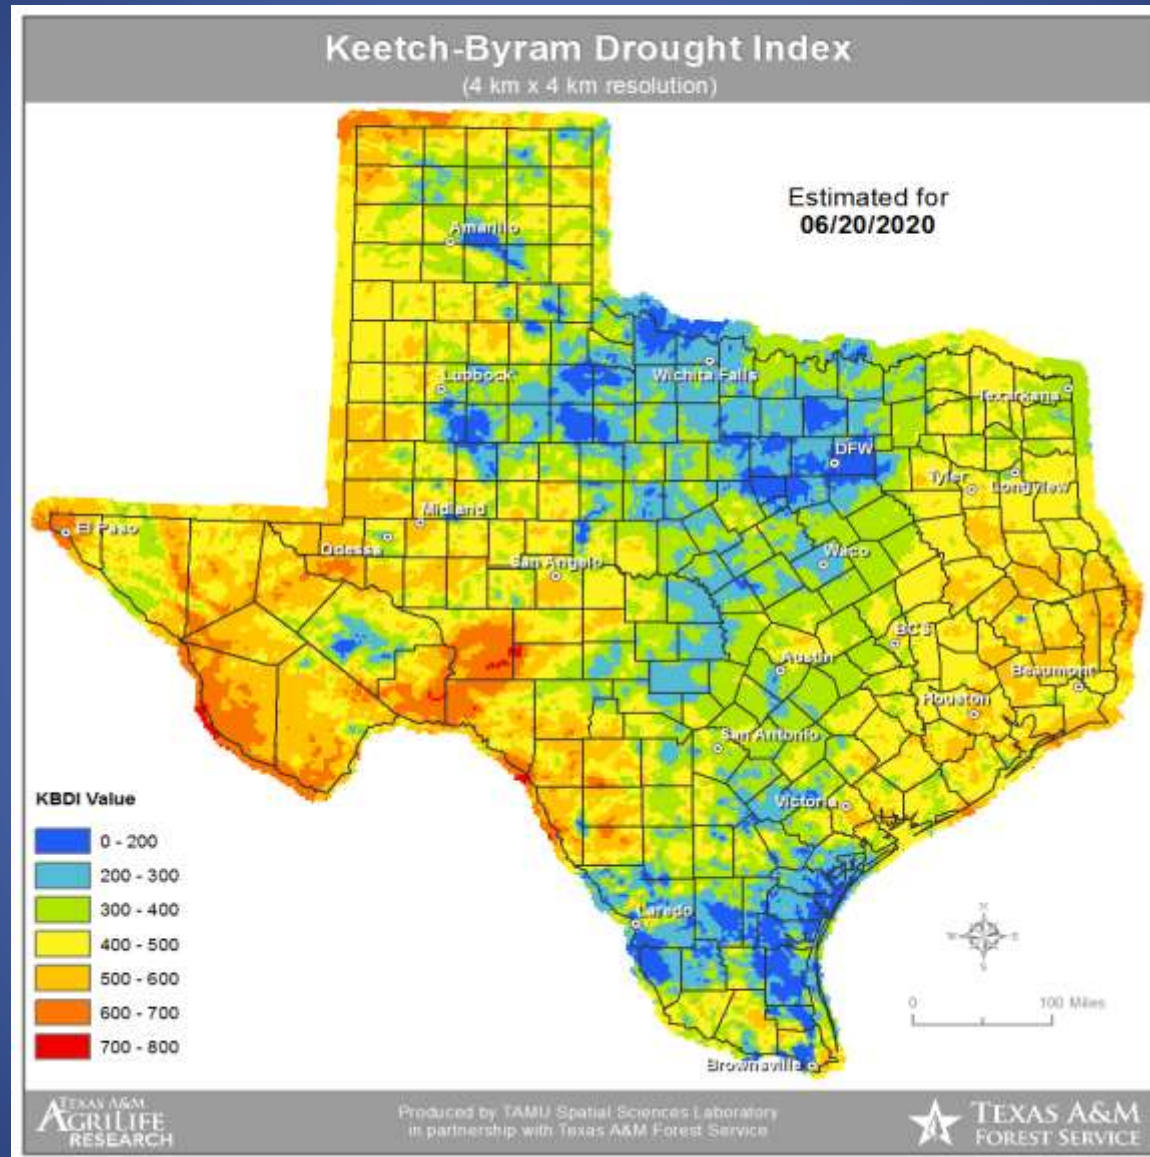 Keetch-Byram Drought Index
(4 km x 4 km resolution)
Estimated for
06/20/2020
Amarillo
Lubbock
Wichita Falls
Texarkana
DFW
Tyler
Longview
El Paso
Midland
Odessa
San Angelo
Waco
BCS
Austin
Beaumont
Houston
San Antonio
Victoria
Laredo
Brownsville
KBDI Value
0 - 200
200 - 300
300 - 400
400 - 500
500 - 600
600 - 700
700 - 800
N
W
E
S
0
100 Miles
TEXAS A&M
AGRILIFE
RESEARCH
Produced by TAMU Spatial Sciences Laboratory
in partnership with Texas A&M Forest Service
TEXAS A&M
FOREST SERVICE